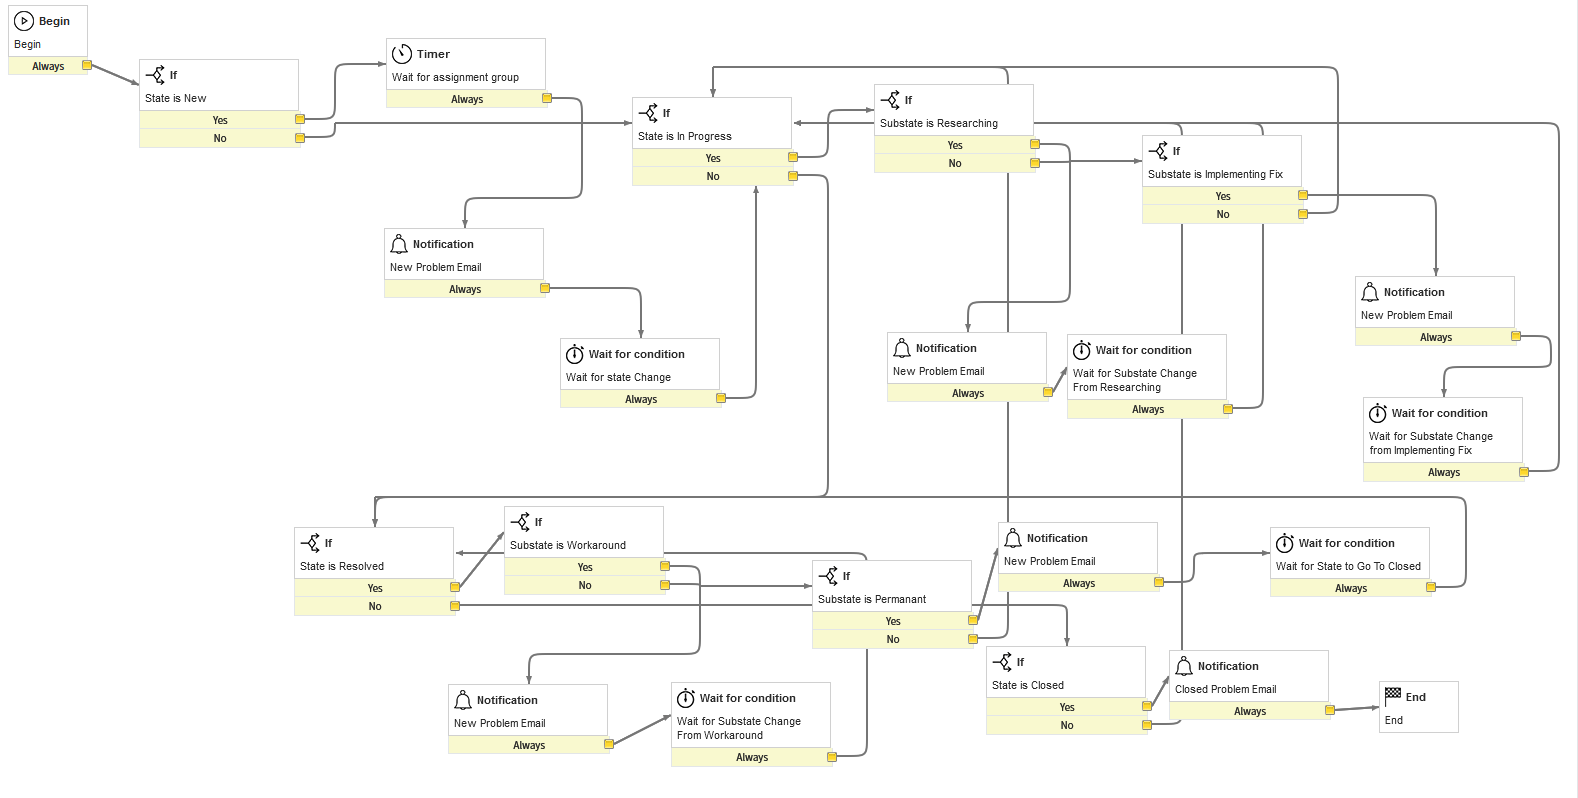 Begin
Begin
Always
If
State is New
Yes
No
Timer
Wait for assignment group
Always
If
State is In Progress
Yes
No
If
Substate is Researching
Yes
No
If
Substate is Implementing Fix
Yes
No
Notification
New Problem Email
Always
Wait for condition
Wait for state Change
Always
Notification
New Problem Email
Always
Wait for condition
Wait for Substate Change
From Researching
Always
Notification
New Problem Email
Always
Wait for condition
Wait for Substate Change
from Implementing Fix
Always
If
State is Resolved
Yes
No
If
Substate is Workaround
Yes
No
If
Substate is Permanant
Yes
No
Notification
New Problem Email
Always
Wait for condition
Wait for State to Go To Closed
Always
Notification
New Problem Email
Always
Wait for condition
Wait for Substate Change
From Workaround
Always
If
State is Closed
Yes
No
Notification
Closed Problem Email
Always
End
End